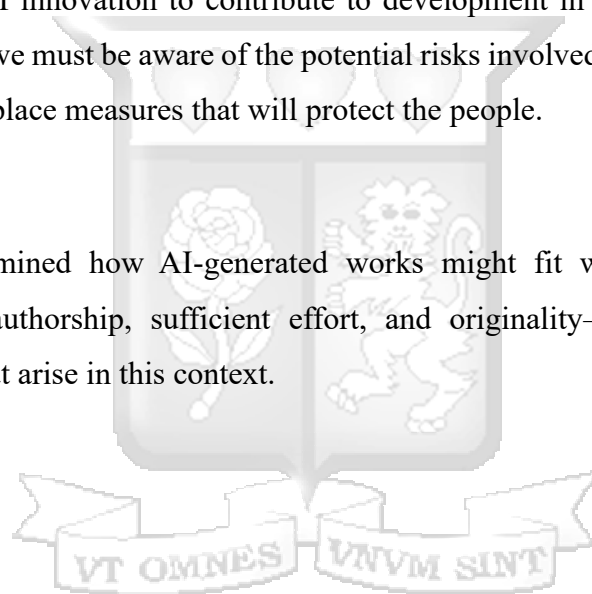 innovation to contribute to development in
we must be aware of the potential risks involved
place measures that will protect the people.
mined how AI-generated works might fit w
authorship, sufficient effort, and originality–
t arise in this context.
VT OMNES VNVM SINT